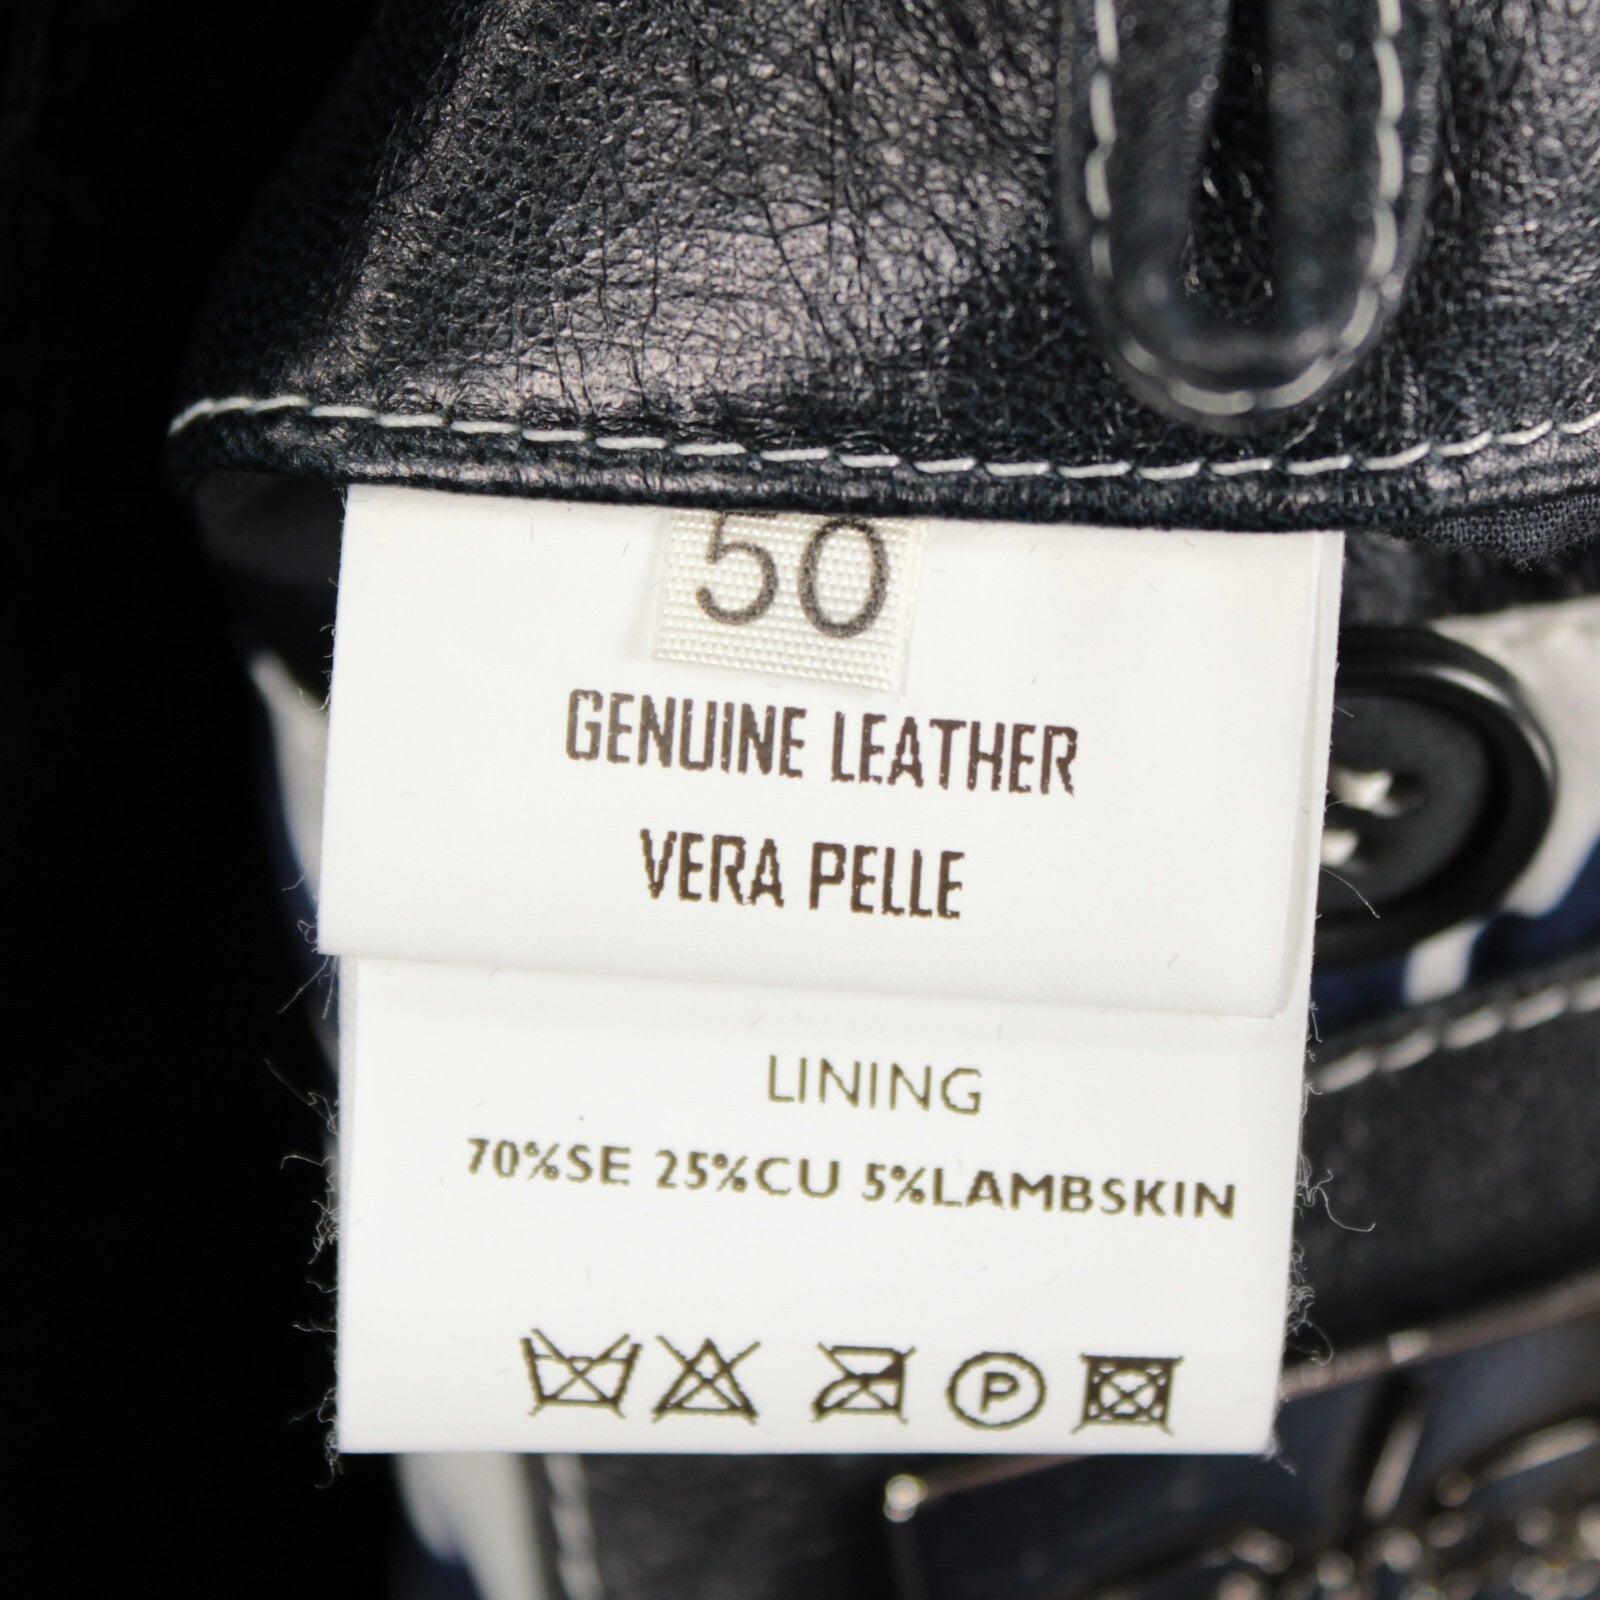 50
GENUINE LEATHER
VERA PELLE
LINING
70%SE 25%CU 5%LAMBSKIN
P